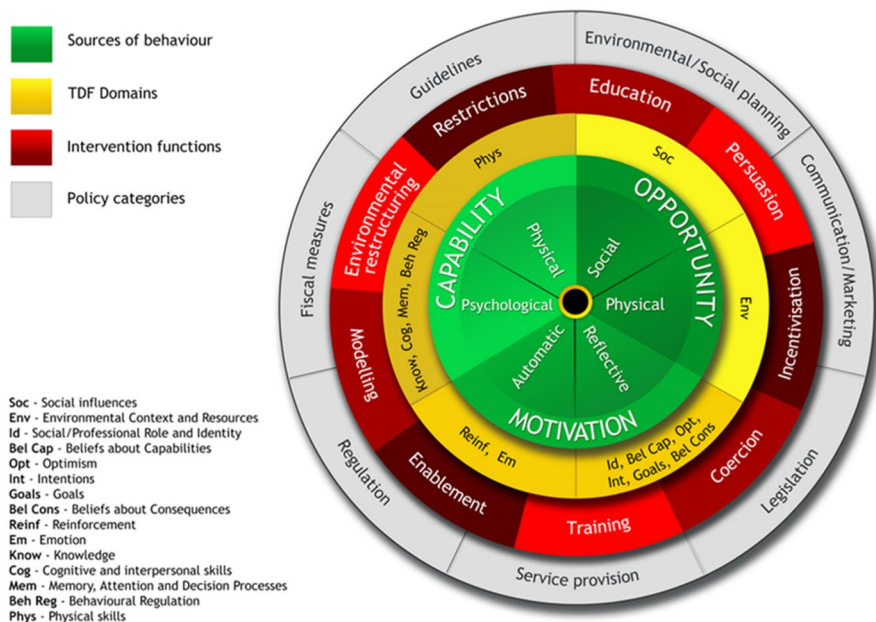 Sources of behaviour
TDF Domains
Intervention functions
Policy categories
Soc - Social influences
Env - Environmental Context and Resources
Id - Social/Professional Role and Identity
Bel Cap - Beliefs about Capabilities
Opt - Optimism
Int - Intentions
Goals - Goals
Bel Cons - Beliefs about Consequences
Reinf - Reinforcement
Em - Emotion
Know - Knowledge
Cog - Cognitive and interpersonal skills
Mem - Memory, Attention and Decision Processes
Beh Reg - Behavioural Regulation
Phys - Physical skills
Guidelines
Environmental/Social planning
Communication/Marketing
Legislation
Service provision
Regulation
Fiscal measures
Restrictions
Education
Persuasion
Incentivisation
Coercion
Training
Enablement
Modelling
Environmental
restructuring
Phys
Soc
Env
Id, Bel Cap, Opt,
Int, Goals, Bel Cons
Reinf, Em
Know, Cog, Mem, Beh Reg
CAPABILITY
OPPORTUNITY
MOTIVATION
Physical
Social
Physical
Reflective
Automatic
Psychological